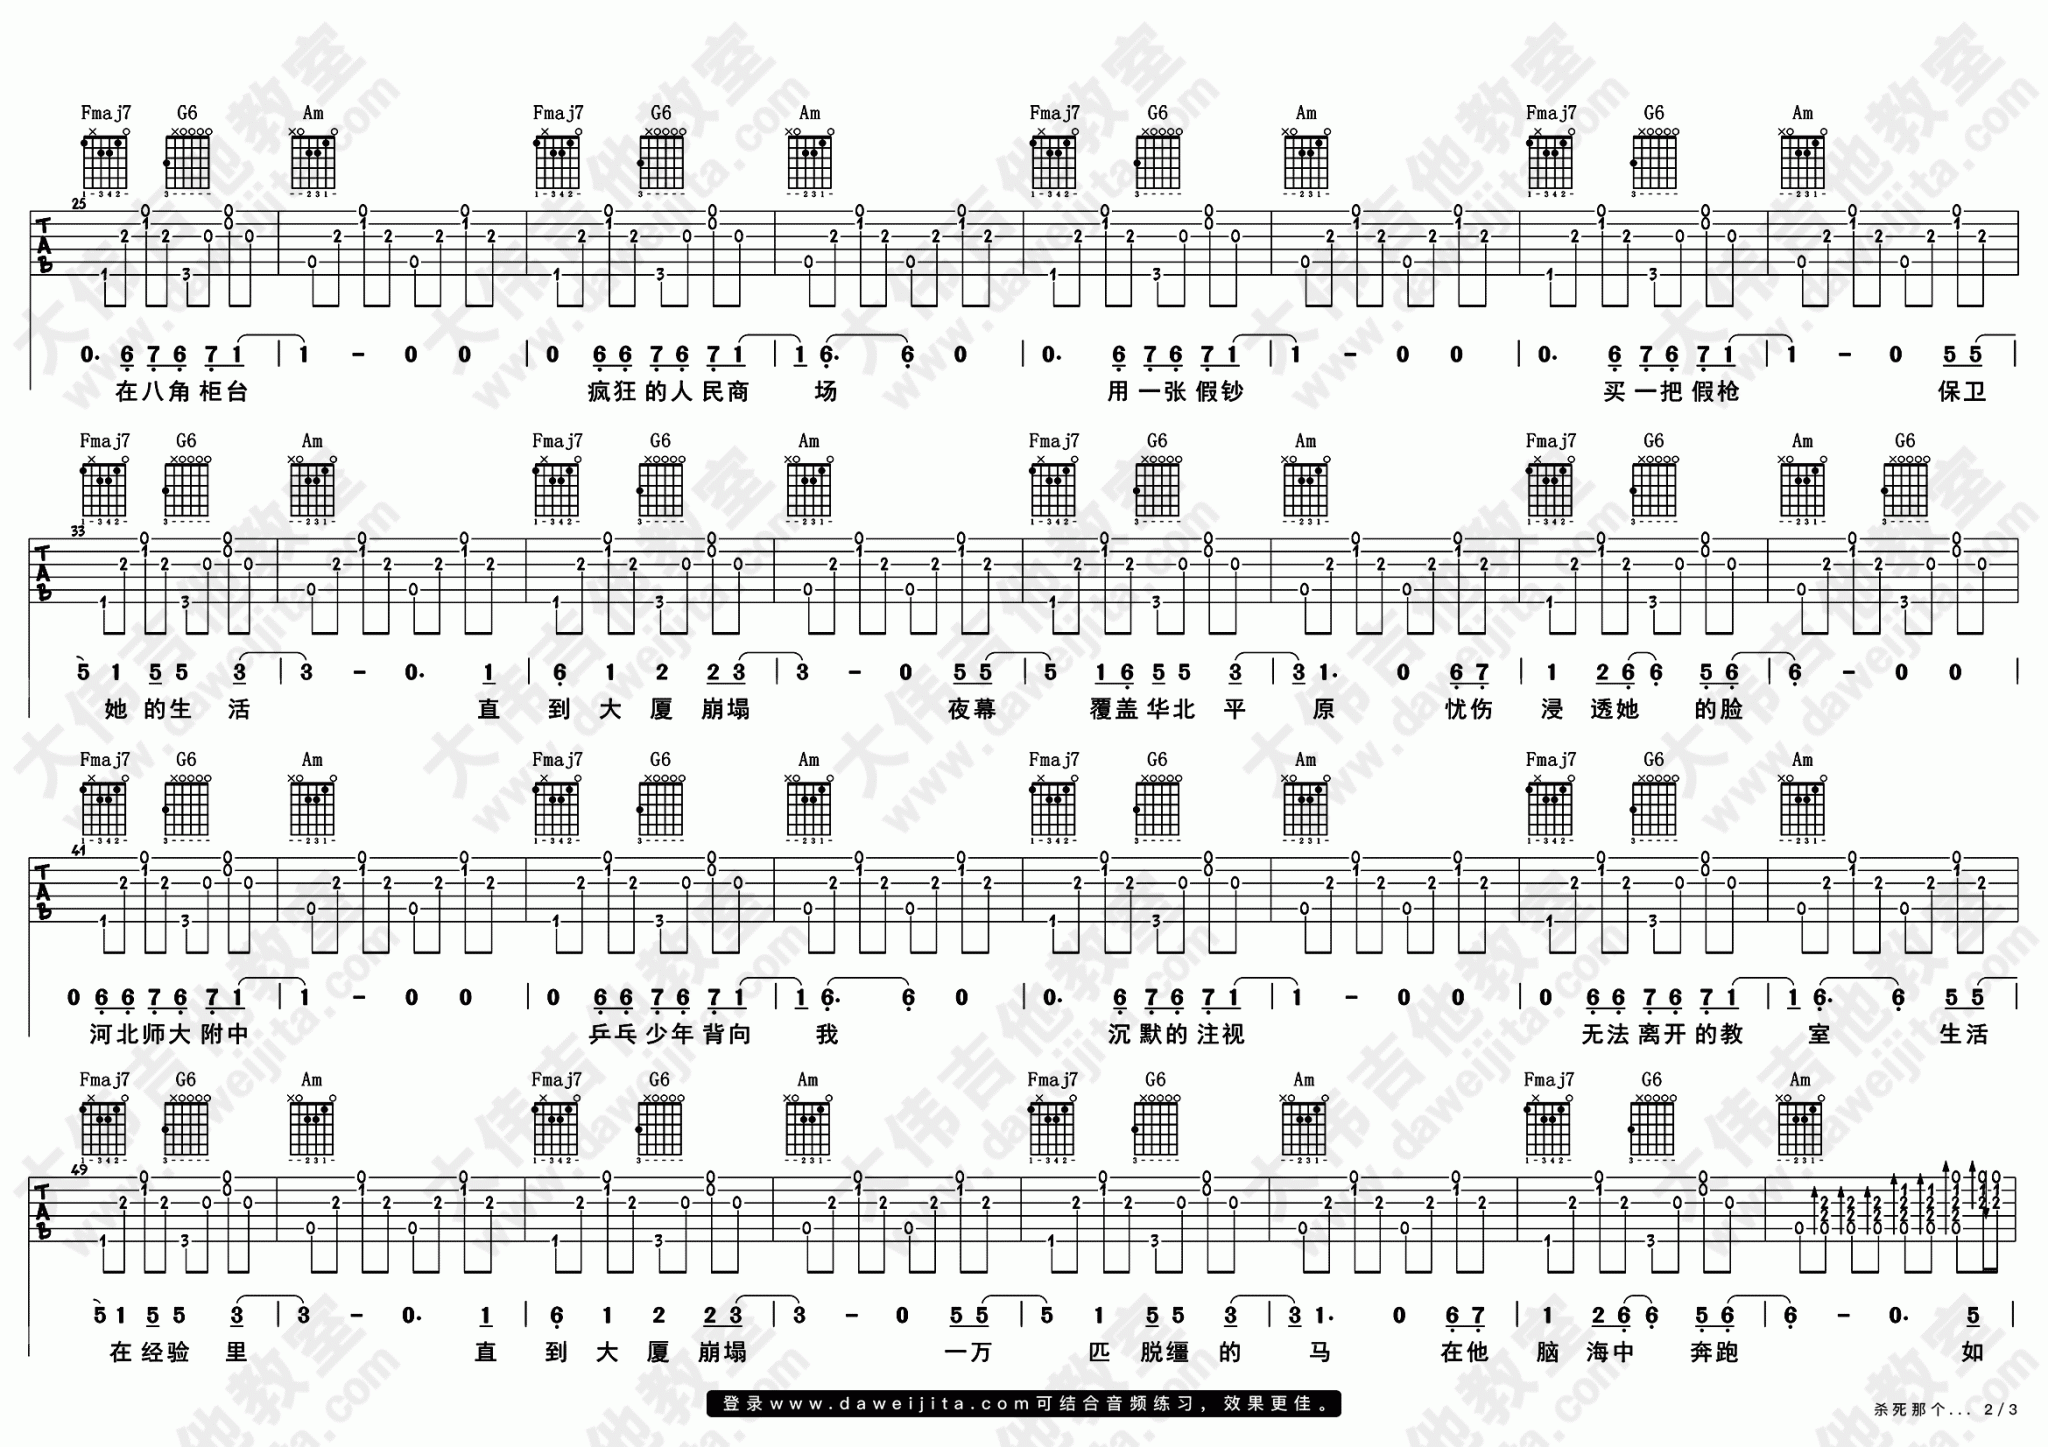 Fmaj7 G6 Am Fmaj7 G6 Am Fmaj7 G6 Am Fmaj7 G6 Am
25
0. 6 7 6 7 1 | 1 - 0 0 | 0 6 6 7 6 7 1 | 1 6. 6 0 | 0. 6 7 6 7 1 | 1 - 0 0 | 0. 6 7 6 7 1 | 1 - 0 5 5 |
在八角柜台 疯狂的人民商 场 用一张假钞 买一把假枪 保卫
Fmaj7 G6 Am Fmaj7 G6 Am Fmaj7 G6 Am Fmaj7 G6 Am G6
33
5 1 5 5 3 | 3 - 0. 1 | 6 1 2 2 3 | 3 - 0 5 5 | 5 1 6 5 5 3 | 3 1. 0 6 7 | 1 2 6 6 5 6 | 6 - 0 0 |
她 的生 活 直 到 大 厦 崩塌 夜幕 覆盖 华北 平 原 忧伤 浸 透她 的脸
Fmaj7 G6 Am Fmaj7 G6 Am Fmaj7 G6 Am Fmaj7 G6 Am
41
0 6 6 7 6 7 1 | 1 - 0 0 | 0 6 6 7 6 7 1 | 1 6. 6 0 | 0. 6 7 6 7 1 | 1 - 0 0 | 0 6 6 7 6 7 1 | 1 6. 6 5 5 |
河北师大附中 乒乓少年背向 我 沉默的注视 无法离开的教 室 生活
Fmaj7 G6 Am Fmaj7 G6 Am Fmaj7 G6 Am Fmaj7 G6 Am
49
5 1 5 5 3 | 3 - 0. 1 | 6 1 2 2 3 | 3 - 0 5 5 | 5 1 5 5 3 | 3 1. 0 6 7 | 1 2 6 6 5 6 | 6 - 0. 5 |
在 经验 里 直 到 大 厦 崩塌 一万 匹 脱缰 的 马 在他 脑 海中 奔跑 如
登录www.daweijita.com可结合音频练习，效果更佳。
杀死那个... 2/3